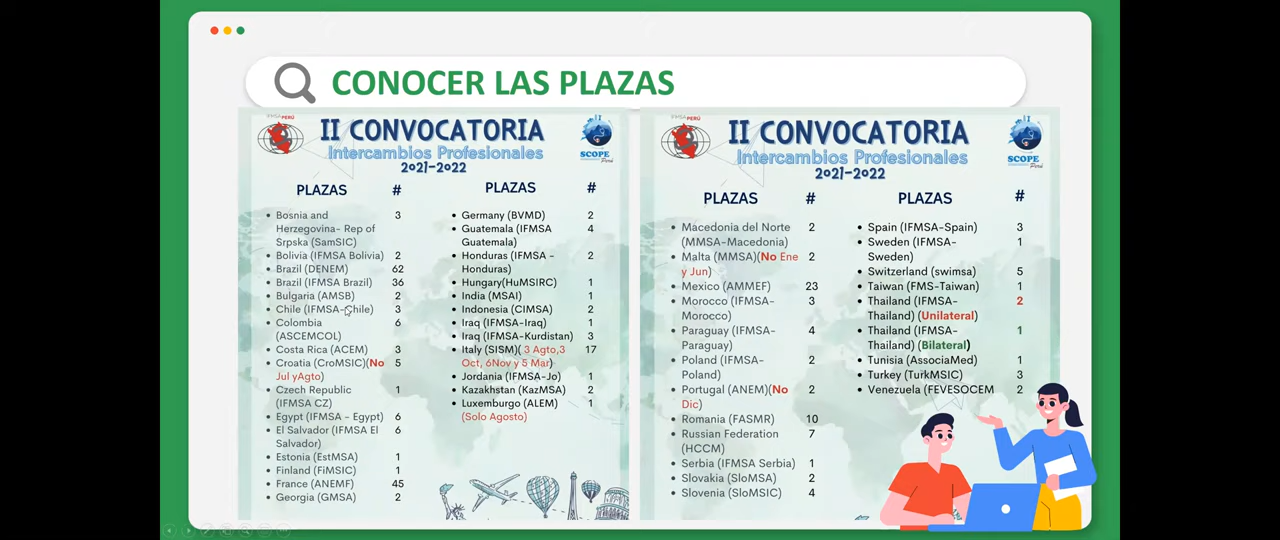 CONOCER LAS PLAZAS
IFMSA PERÚ
II CONVOCATORIA
Intercambios Profesionales
2021-2022
SCOPE
Perú
PLAZAS #
Bosnia and 3
Herzegovina- Rep of
Srpska (SamSIC)
Bolivia (IFMSA Bolivia) 2
Brazil (DENEM) 62
Brazil (IFMSA Brazil) 36
Bulgaria (AMSB) 2
Chile (IFMSA-Chile) 3
Colombia 6
(ASCEMCOL)
Costa Rica (ACEM) 3
Croatia (CroMSIC)(No 5
Jul yAgto)
Czech Republic 1
(IFMSA CZ)
Egypt (IFMSA - Egypt) 6
El Salvador (IFMSA El 6
Salvador)
Estonia (EstMSA) 1
Finland (FiMSIC) 1
France (ANEMF) 45
Georgia (GMSA) 2
PLAZAS #
Germany (BVMD) 2
Guatemala (IFMSA 4
Guatemala)
Honduras (IFMSA - 2
Honduras)
Hungary(HuMSIRC) 1
India (MSAI) 1
Indonesia (CIMSA) 2
Iraq (IFMSA-Iraq) 1
Iraq (IFMSA-Kurdistan) 3
Italy (SISM)( 3 Agto,3 17
Oct, 6Nov y 5 Mar)
Jordania (IFMSA-Jo) 1
Kazakhstan (KazMSA) 2
Luxemburgo (ALEM) 1
(Solo Agosto)
IFMSA PERÚ
II CONVOCATORIA
Intercambios Profesionales
2021-2022
SCOPE
Perú
PLAZAS #
Macedonia del Norte 2
(MMSA-Macedonia)
Malta (MMSA)(No Ene 2
y Jun)
Mexico (AMMEF) 23
Morocco (IFMSA- 3
Morocco)
Paraguay (IFMSA- 4
Paraguay)
Poland (IFMSA- 2
Poland)
Portugal (ANEM)(No 2
Dic)
Romania (FASMR) 10
Russian Federation 7
(HCCM)
Serbia (IFMSA Serbia) 1
Slovakia (SloMSA) 2
Slovenia (SloMSIC) 4
PLAZAS #
Spain (IFMSA-Spain) 3
Sweden (IFMSA- 1
Sweden)
Switzerland (swimsa) 5
Taiwan (FMS-Taiwan) 1
Thailand (IFMSA- 2
Thailand) (Unilateral)
Thailand (IFMSA- 1
Thailand) (Bilateral)
Tunisia (AssociaMed) 1
Turkey (TurkMSIC) 3
Venezuela (FEVESOCEM 2